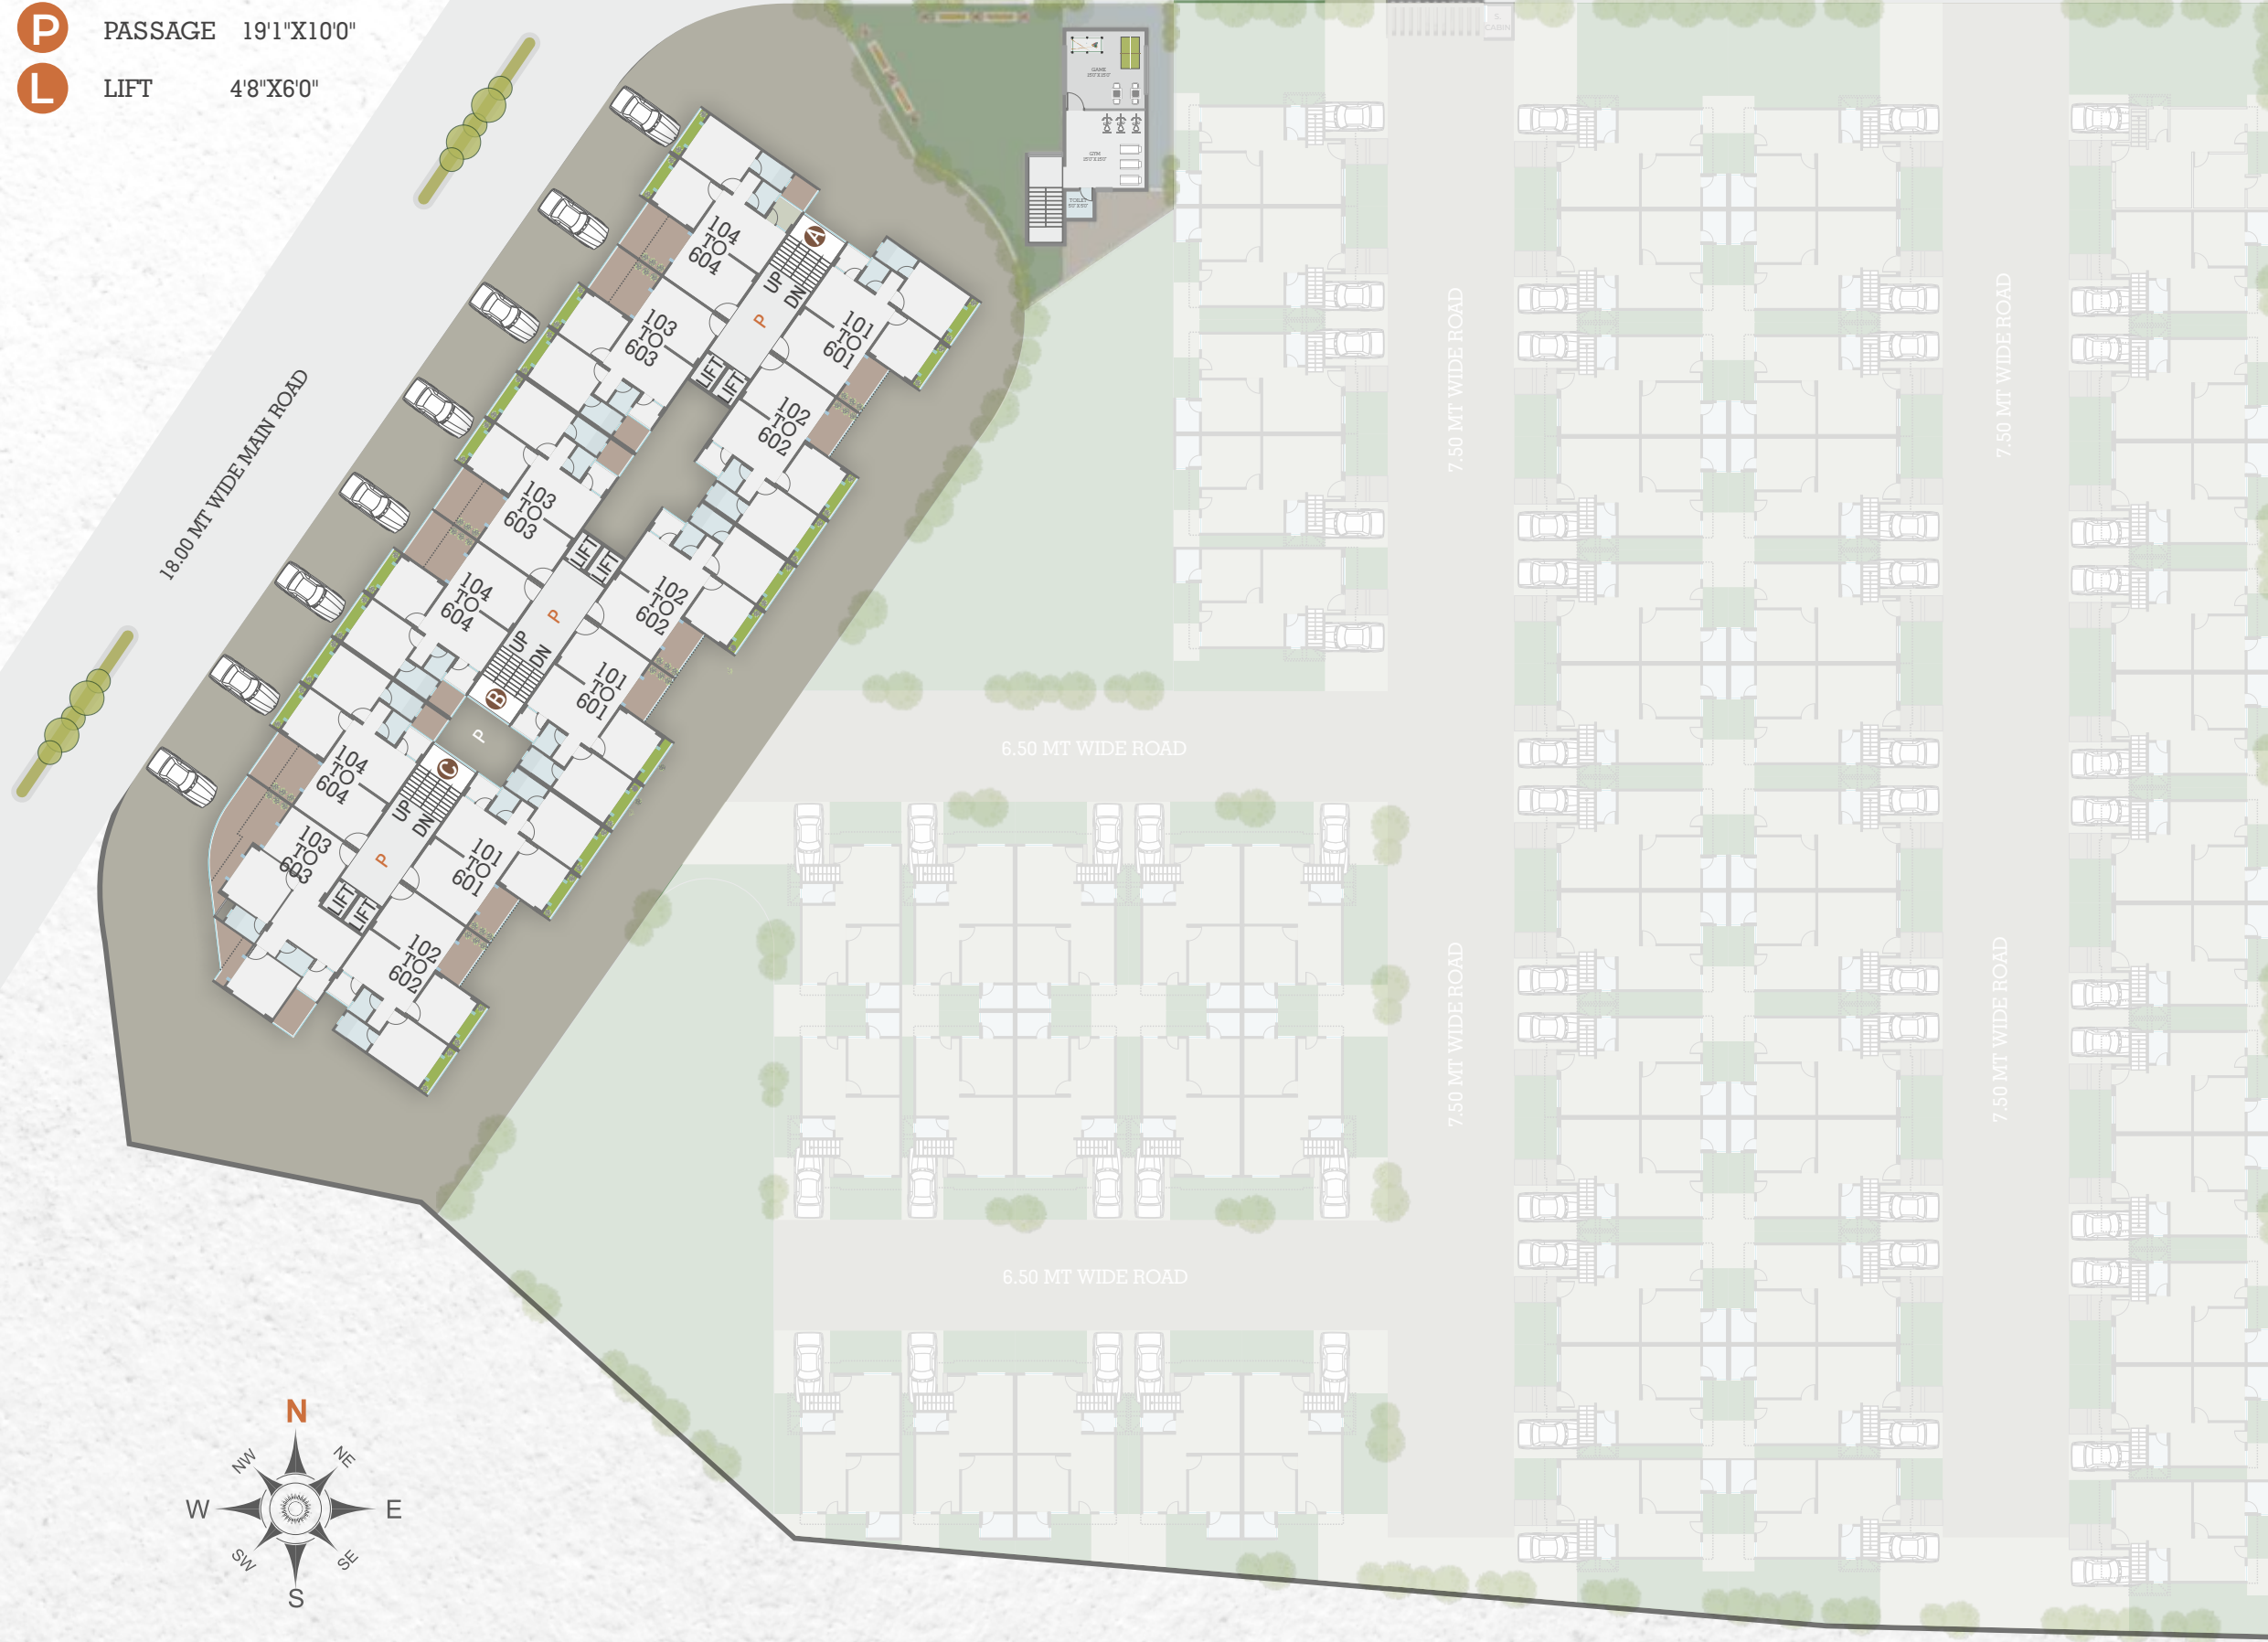 P PASSAGE 19'1"X10'0"
L LIFT 4'8"X6'0"
S. CABIN
GAME
GYM
TOILET
18.00 MT WIDE MAIN ROAD
104 TO 604
A
UP
DN
P
103 TO 603
101 TO 601
LIFT
LIFT
102 TO 602
103 TO 603
LIFT
LIFT
104 TO 604
P
102 TO 602
UP
DN
B
101 TO 601
P
104 TO 604
C
UP
DN
103 TO 603
P
101 TO 601
LIFT
LIFT
102 TO 602
7.50 MT WIDE ROAD
7.50 MT WIDE ROAD
6.50 MT WIDE ROAD
7.50 MT WIDE ROAD
7.50 MT WIDE ROAD
6.50 MT WIDE ROAD
N
NW
NE
W
E
SW
SE
S